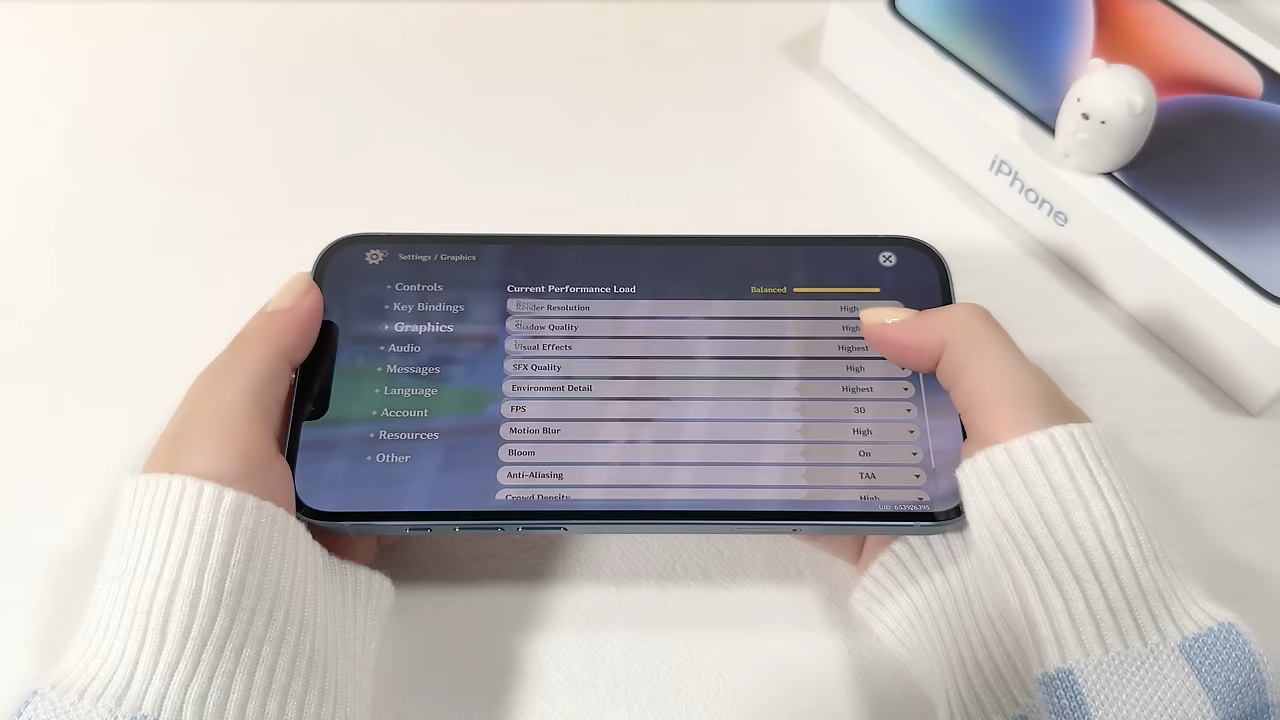 iPhone
Settings / Graphics
Controls
Key Bindings
Graphics
Audio
Messages
Language
Account
Resources
Other
Current Performance Load Balanced
Render Resolution High
Shadow Quality High
Visual Effects Highest
SFX Quality High
Environment Detail Highest
FPS 30
Motion Blur High
Bloom On
Anti-Aliasing TAA
Crowd Density High
UID: 653926395